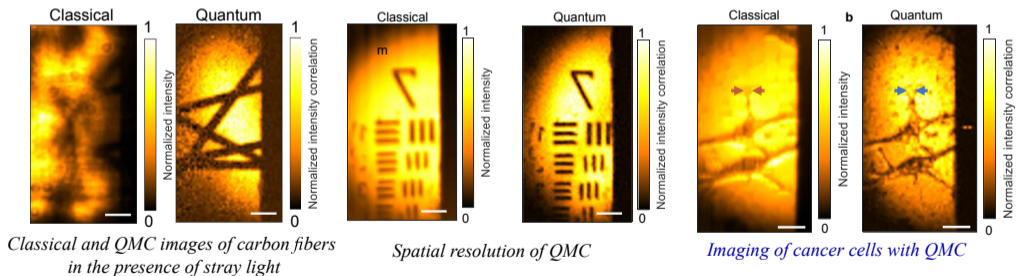 Classical
Quantum
1
Normalized intensity
0
1
Normalized intensity correlation
0
Classical and QMC images of carbon fibers
in the presence of stray light
Classical
m
1
Normalized intensity
0
Quantum
1
Normalized intensity correlation
0
Spatial resolution of QMC
Classical
1
Normalized intensity
0
b
Quantum
1
Normalized intensity correlation
0
Imaging of cancer cells with QMC